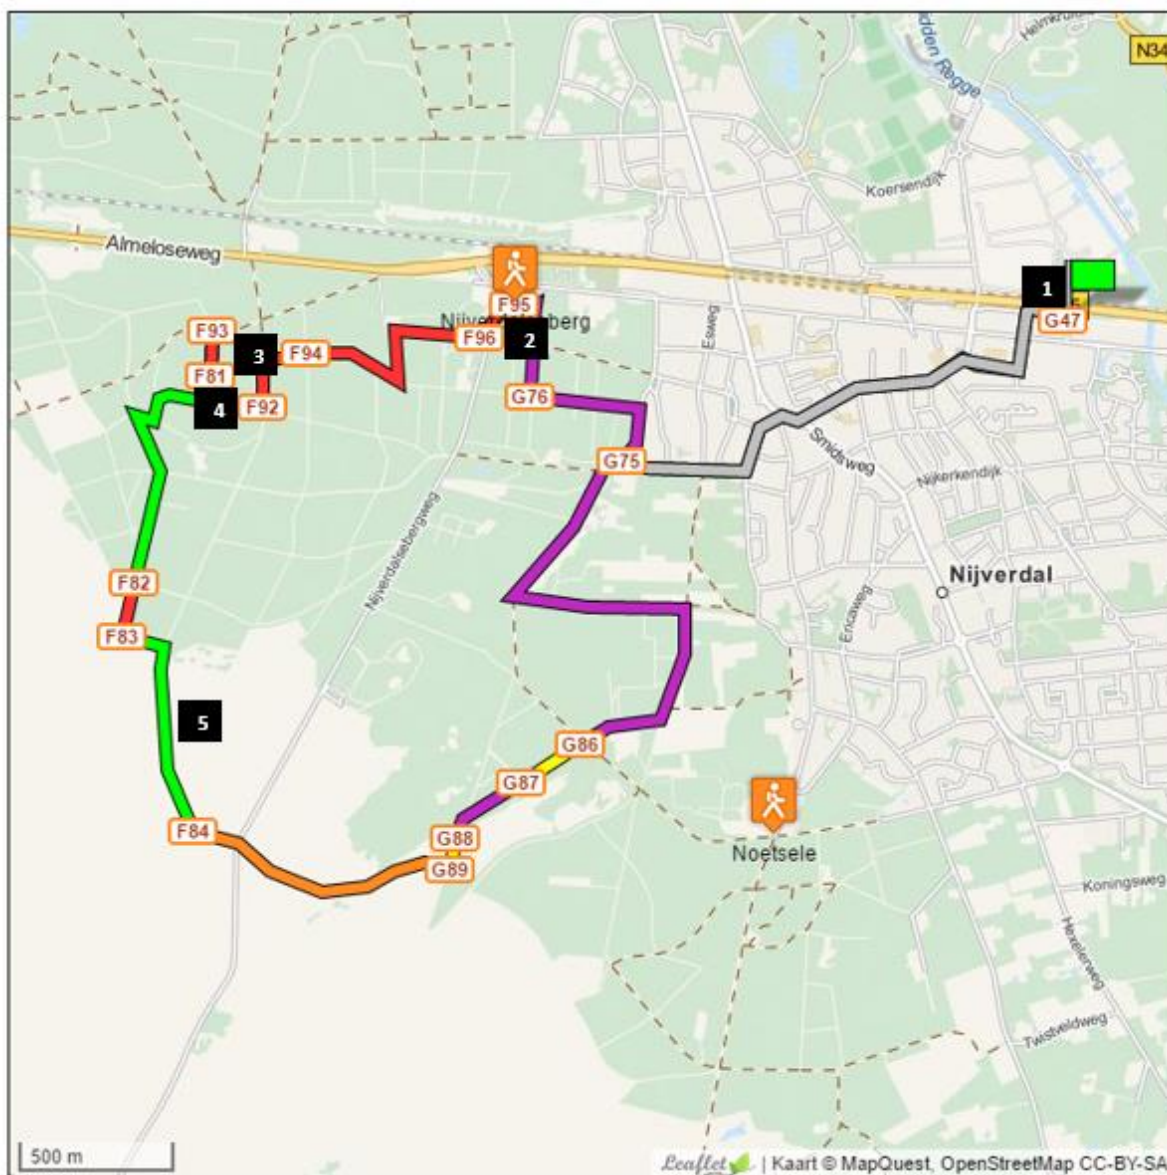 idden Regge
Helmkruid
N34
Koersendijk
Almeloseweg
1
G47
F95
Nijverdalseberg
F96
2
Esweg
F93
3
F94
F81
4
F92
G76
G75
Smidsweg
Nijkerkendijk
Nijverdalsebergweg
F82
Nijverdal
Ericaweg
F83
5
G86
G87
F84
G88
G89
Noetsele
Koningsweg
Hexelerweg
Twistveldweg
500 m
Leaflet | Kaart © MapQuest, OpenStreetMap CC-BY-SA